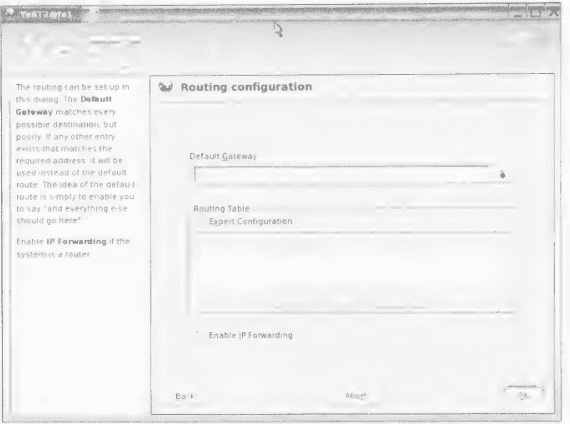 The routing can be set up in
this dialog. The Default
Gateway matches every
possible destination, but
poorly. If any other entry
exists that matches the
required address, it will be
used instead of the default
route. The idea of the default
route is simply to enable you
to say "and everything else
should go here"
Enable IP Forwarding if the
system is a router
Routing configuration
Default Gateway
Routing Table
Expert Configuration
Enable IP Forwarding
Back
Abort